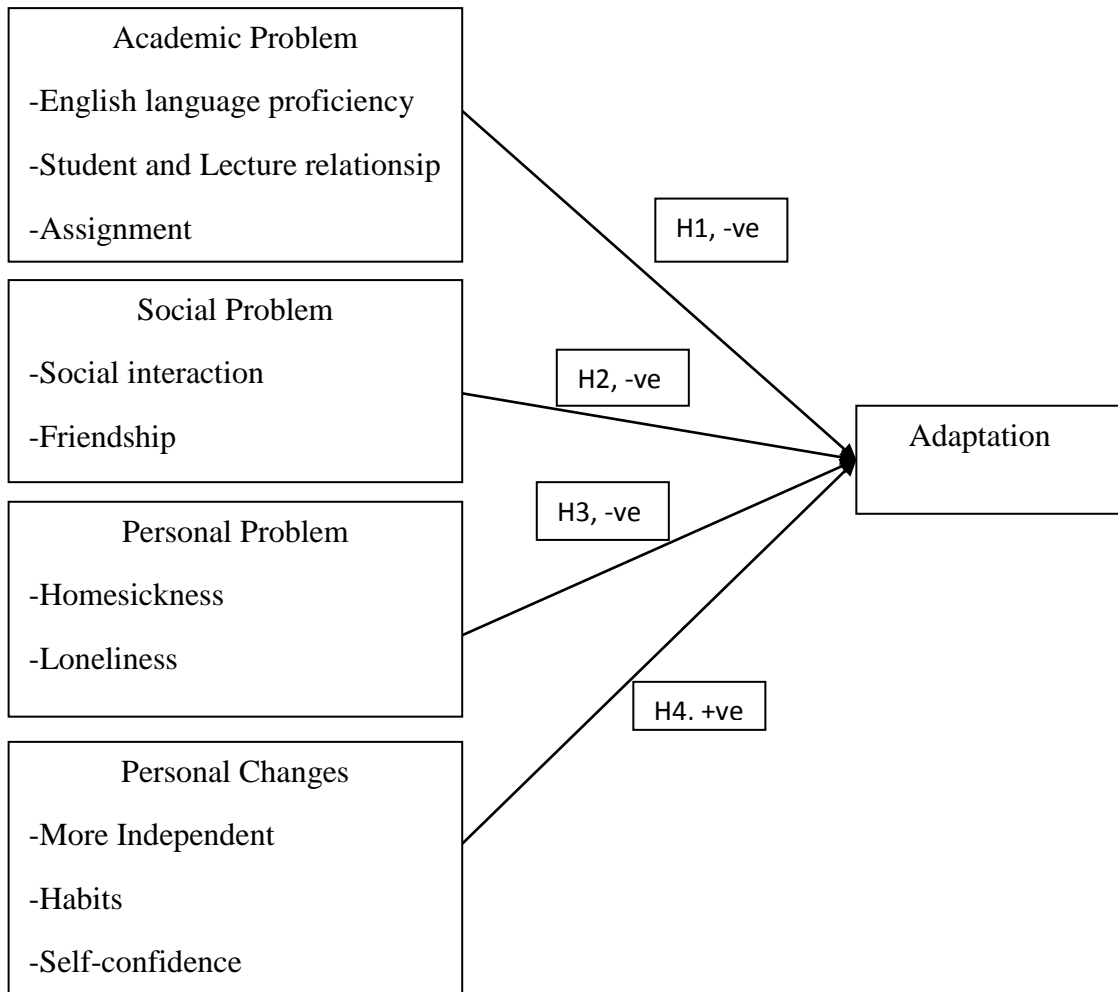 Academic Problem
-English language proficiency
-Student and Lecture relationsip
-Assignment
H1, -ve
Social Problem
-Social interaction
-Friendship
H2, -ve
Adaptation
Personal Problem
-Homesickness
-Loneliness
H3, -ve
H4. +ve
Personal Changes
-More Independent
-Habits
-Self-confidence